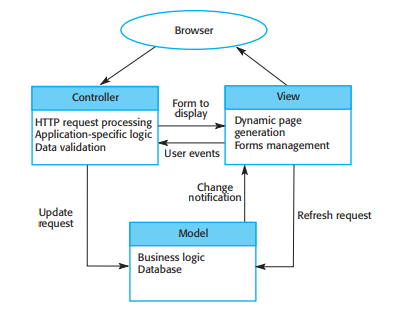 Browser
Controller
HTTP request processing
Application-specific logic
Data validation
Form to
display
User events
View
Dynamic page
generation
Forms management
Update
request
Change
notification
Refresh request
Model
Business logic
Database